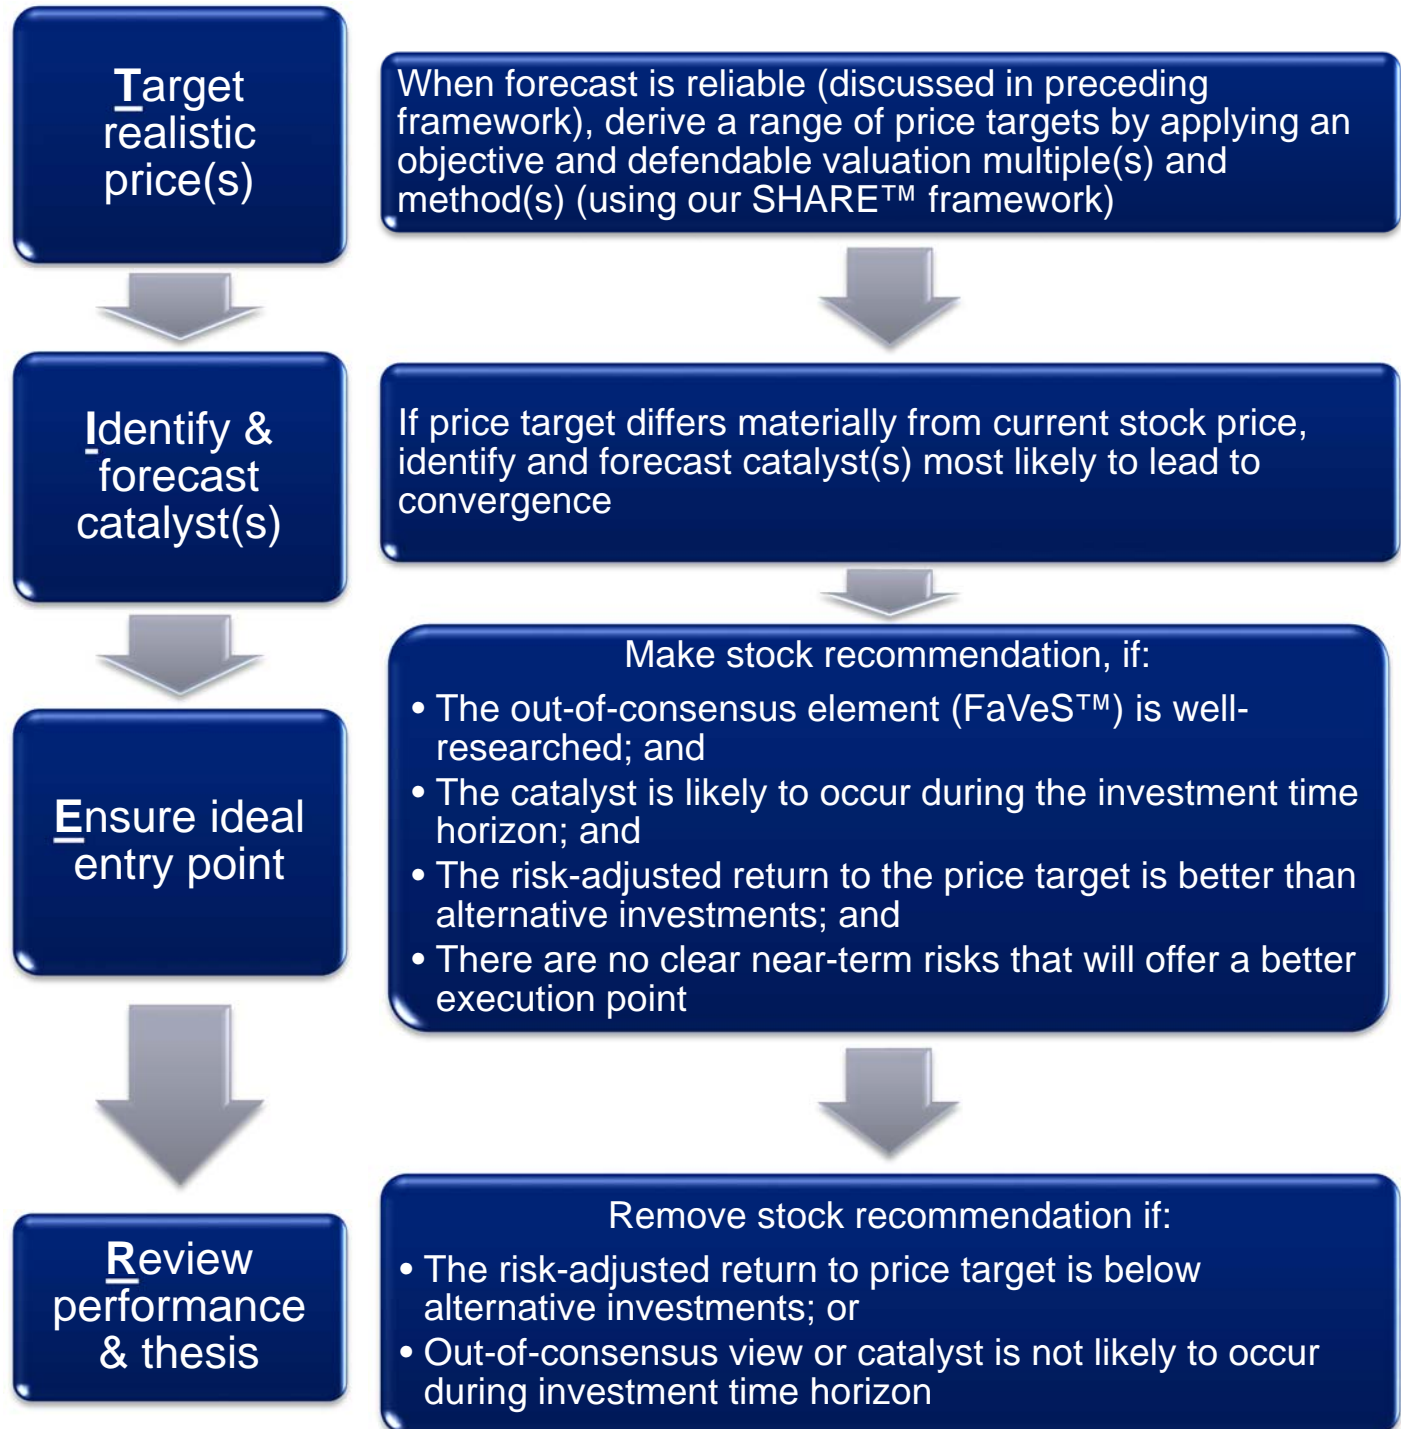 Target
realistic
price(s)
When forecast is reliable (discussed in preceding
framework), derive a range of price targets by applying an
objective and defendable valuation multiple(s) and
method(s) (using our SHARE™ framework)
Identify &
forecast
catalyst(s)
If price target differs materially from current stock price,
identify and forecast catalyst(s) most likely to lead to
convergence
Ensure ideal
entry point
Make stock recommendation, if:
• The out-of-consensus element (FaVeS™) is well-
researched; and
• The catalyst is likely to occur during the investment time
horizon; and
• The risk-adjusted return to the price target is better than
alternative investments; and
• There are no clear near-term risks that will offer a better
execution point
Review
performance
& thesis
Remove stock recommendation if:
• The risk-adjusted return to price target is below
alternative investments; or
• Out-of-consensus view or catalyst is not likely to occur
during investment time horizon